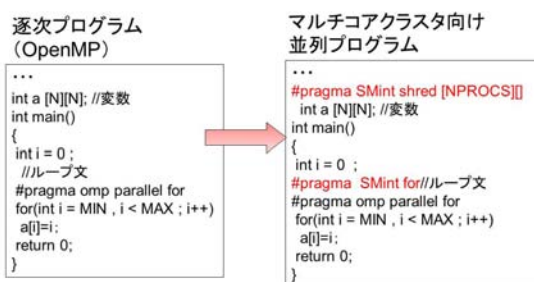 逐次プログラム
(OpenMP)
...
int a [N][N]; //変数
int main()
{
int i = 0 ;
//ループ文
#pragma omp parallel for
for(int i = MIN , i < MAX ; i++)
a[i]=i;
return 0;
}
マルチコアクラスタ向け
並列プログラム
...
#pragma SMint shred [NPROCS][]
int a [N][N]; //変数
int main()
{
int i = 0 ;
#pragma SMint for//ループ文
#pragma omp parallel for
for(int i = MIN , i < MAX ; i++)
a[i]=i;
return 0;
}